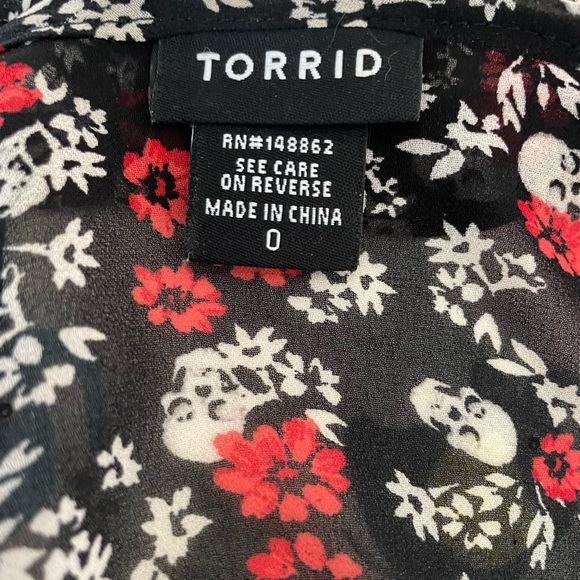 TORRID
RN#148862
SEE CARE
ON REVERSE
MADE IN CHINA
0